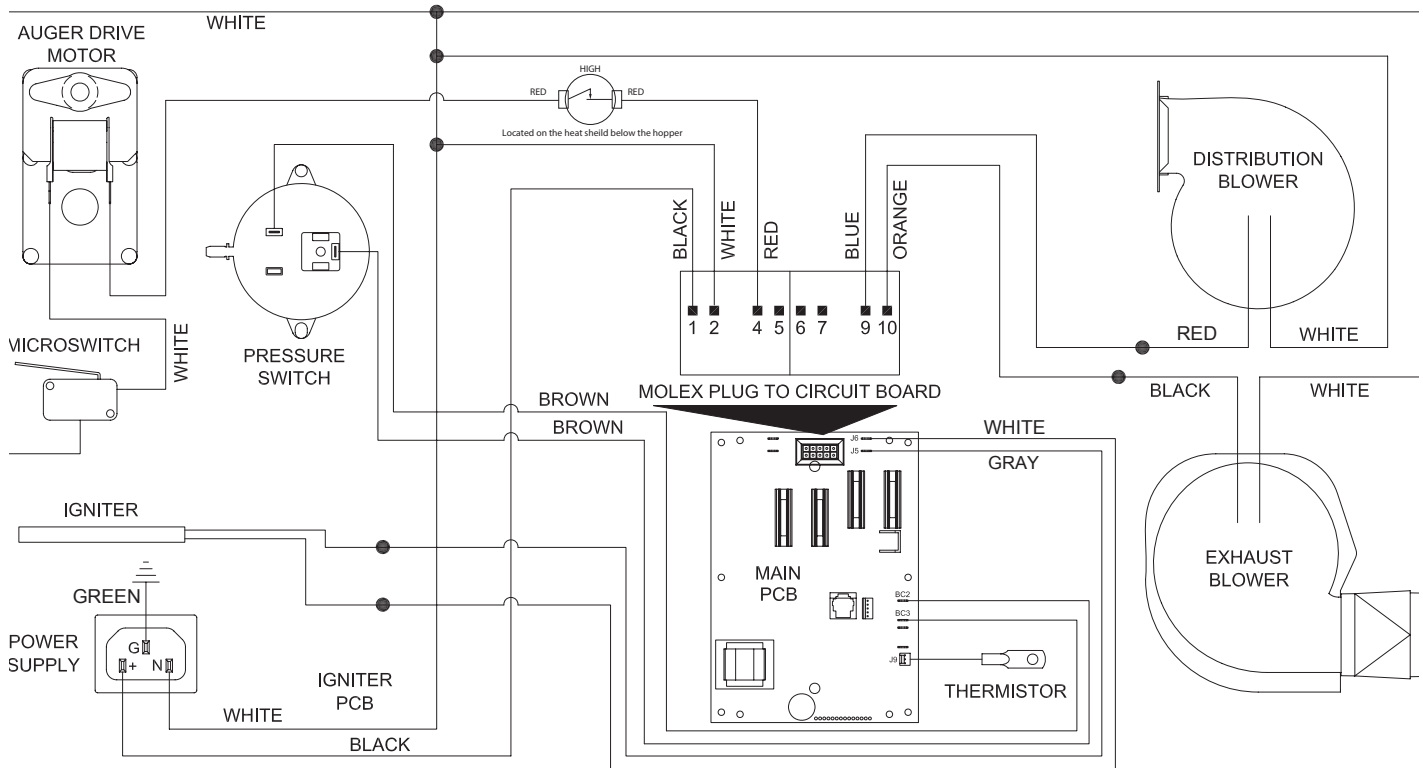 WHITE
AUGER DRIVE
MOTOR
HIGH
RED
RED
Located on the heat sheild below the hopper
DISTRIBUTION
BLOWER
BLACK
WHITE
RED
BLUE
ORANGE
1
2
4
5
6
7
9
10
WHITE
MICROSWITCH
PRESSURE
SWITCH
RED
WHITE
MOLEX PLUG TO CIRCUIT BOARD
BLACK
WHITE
BROWN
BROWN
J6
J5
WHITE
GRAY
IGNITER
MAIN
PCB
EXHAUST
BLOWER
GREEN
BC2
BC3
POWER
SUPPLY
G
+
N
J9
IGNITER
PCB
THERMISTOR
WHITE
BLACK